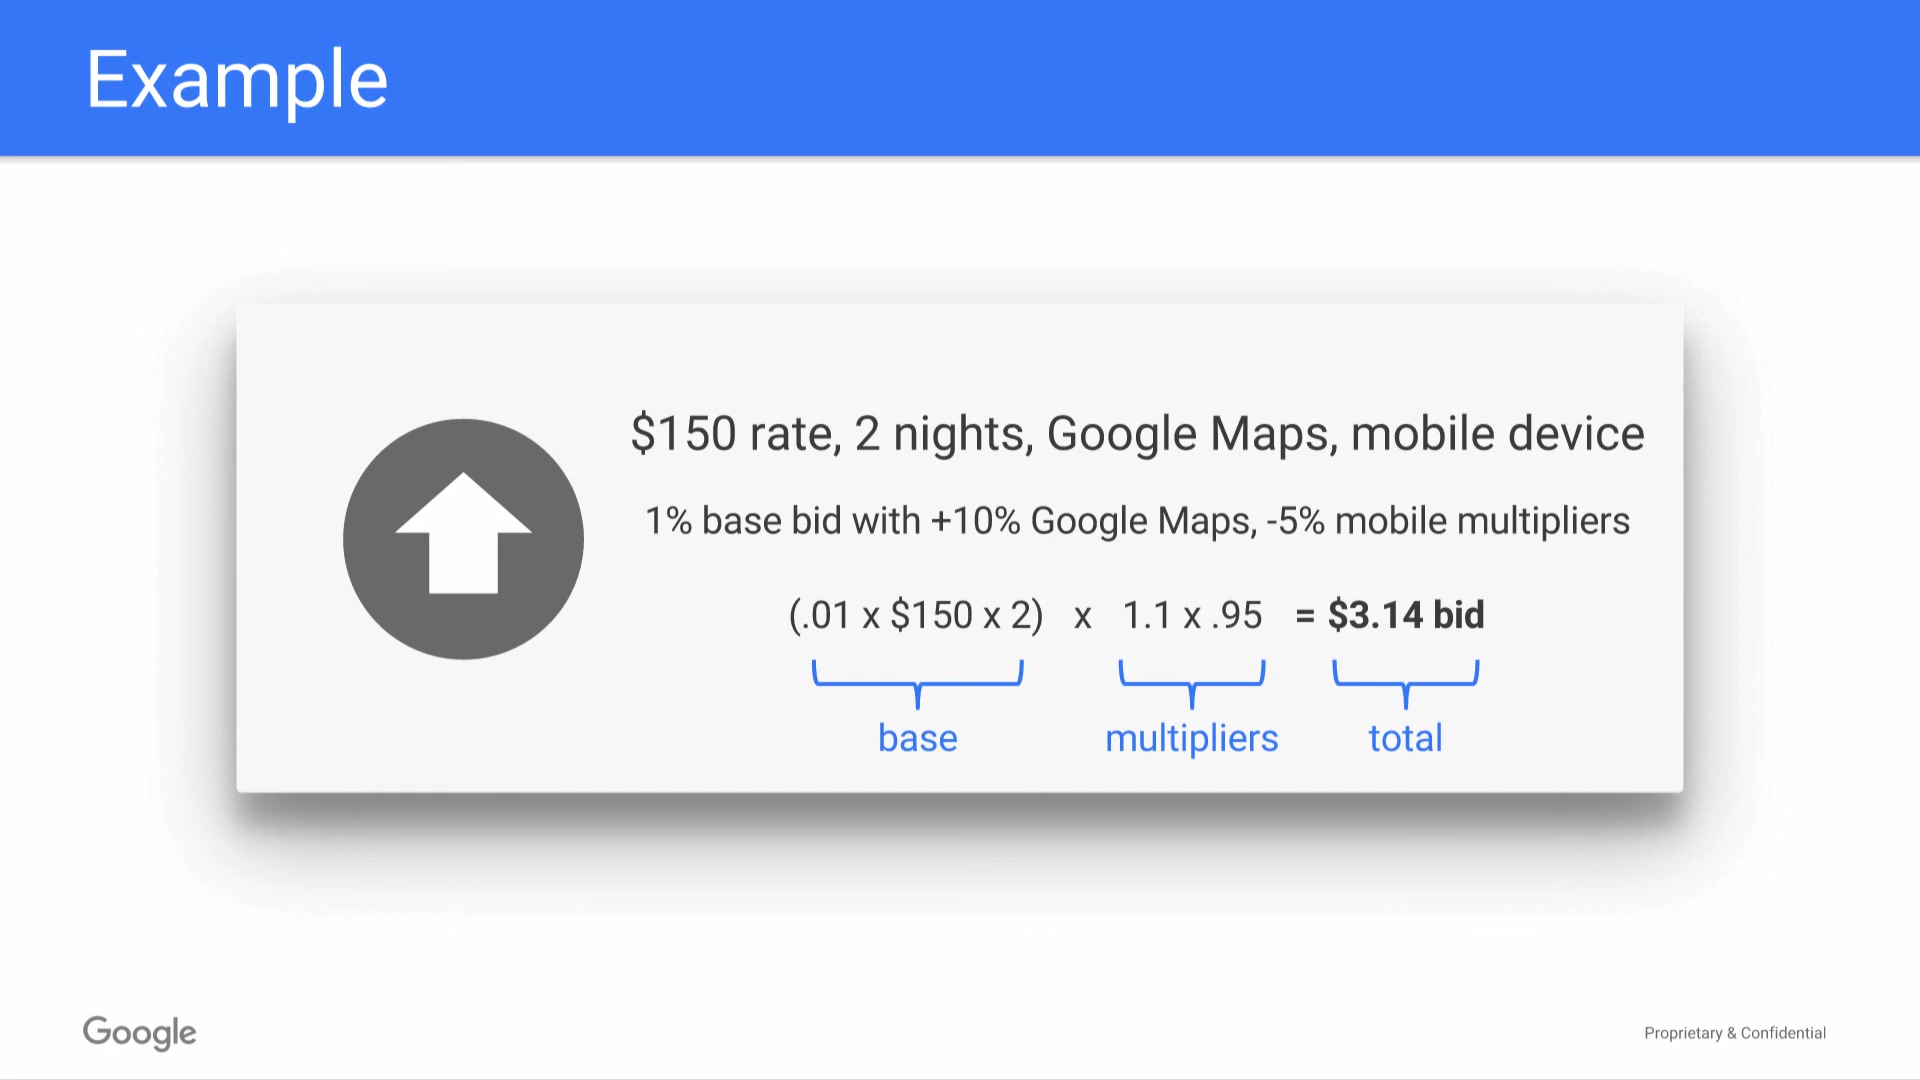 Example
$150 rate, 2 nights, Google Maps, mobile device
1% base bid with +10% Google Maps, -5% mobile multipliers
(.01 x $150 x 2) x 1.1 x .95 = $3.14 bid
base multipliers total
Google Proprietary & Confidential